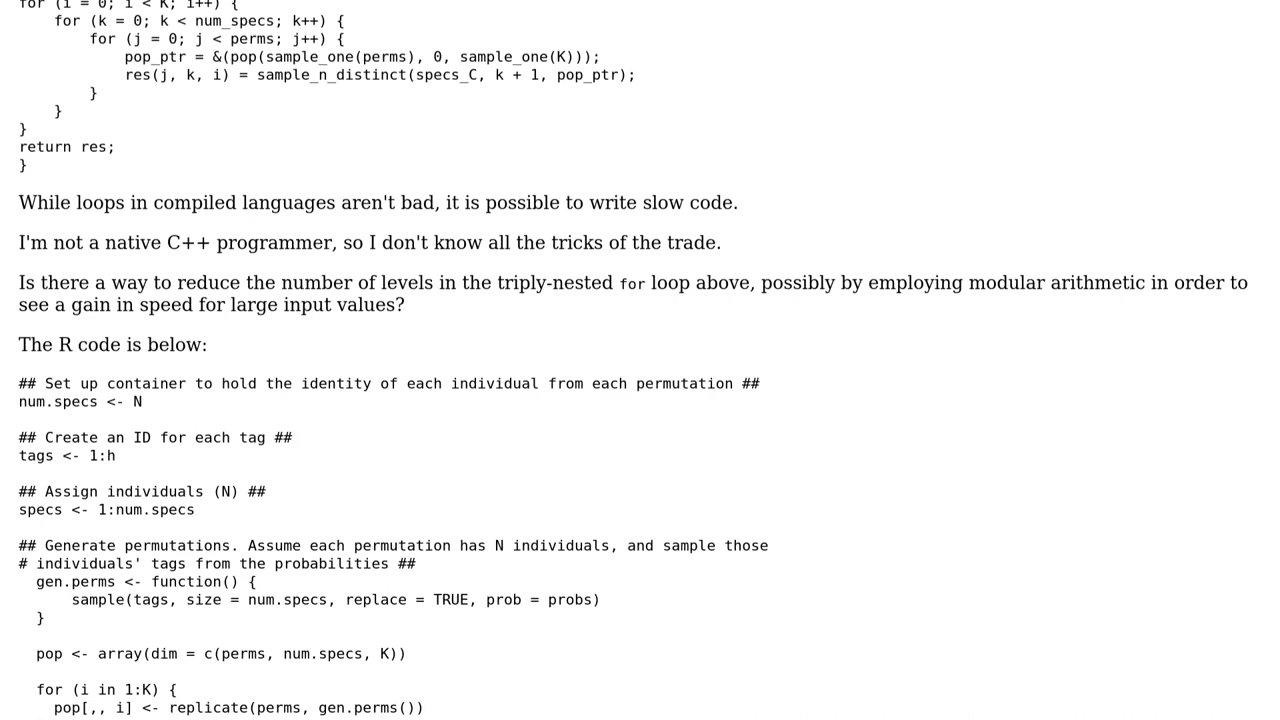 for (i = 0; i < K; i++) {
    for (k = 0; k < num_specs; k++) {
        for (j = 0; j < perms; j++) {
            pop_ptr = &(pop(sample_one(perms), 0, sample_one(K)));
            res(j, k, i) = sample_n_distinct(specs_C, k + 1, pop_ptr);
        }
    }
}
return res;
}
While loops in compiled languages aren't bad, it is possible to write slow code.
I'm not a native C++ programmer, so I don't know all the tricks of the trade.
Is there a way to reduce the number of levels in the triply-nested for loop above, possibly by employing modular arithmetic in order to
see a gain in speed for large input values?
The R code is below:
## Set up container to hold the identity of each individual from each permutation ##
num.specs <- N
## Create an ID for each tag ##
tags <- 1:h
## Assign individuals (N) ##
specs <- 1:num.specs
## Generate permutations. Assume each permutation has N individuals, and sample those
# individuals' tags from the probabilities ##
  gen.perms <- function() {
      sample(tags, size = num.specs, replace = TRUE, prob = probs)
  }
  pop <- array(dim = c(perms, num.specs, K))
  for (i in 1:K) {
    pop[,, i] <- replicate(perms, gen.perms())